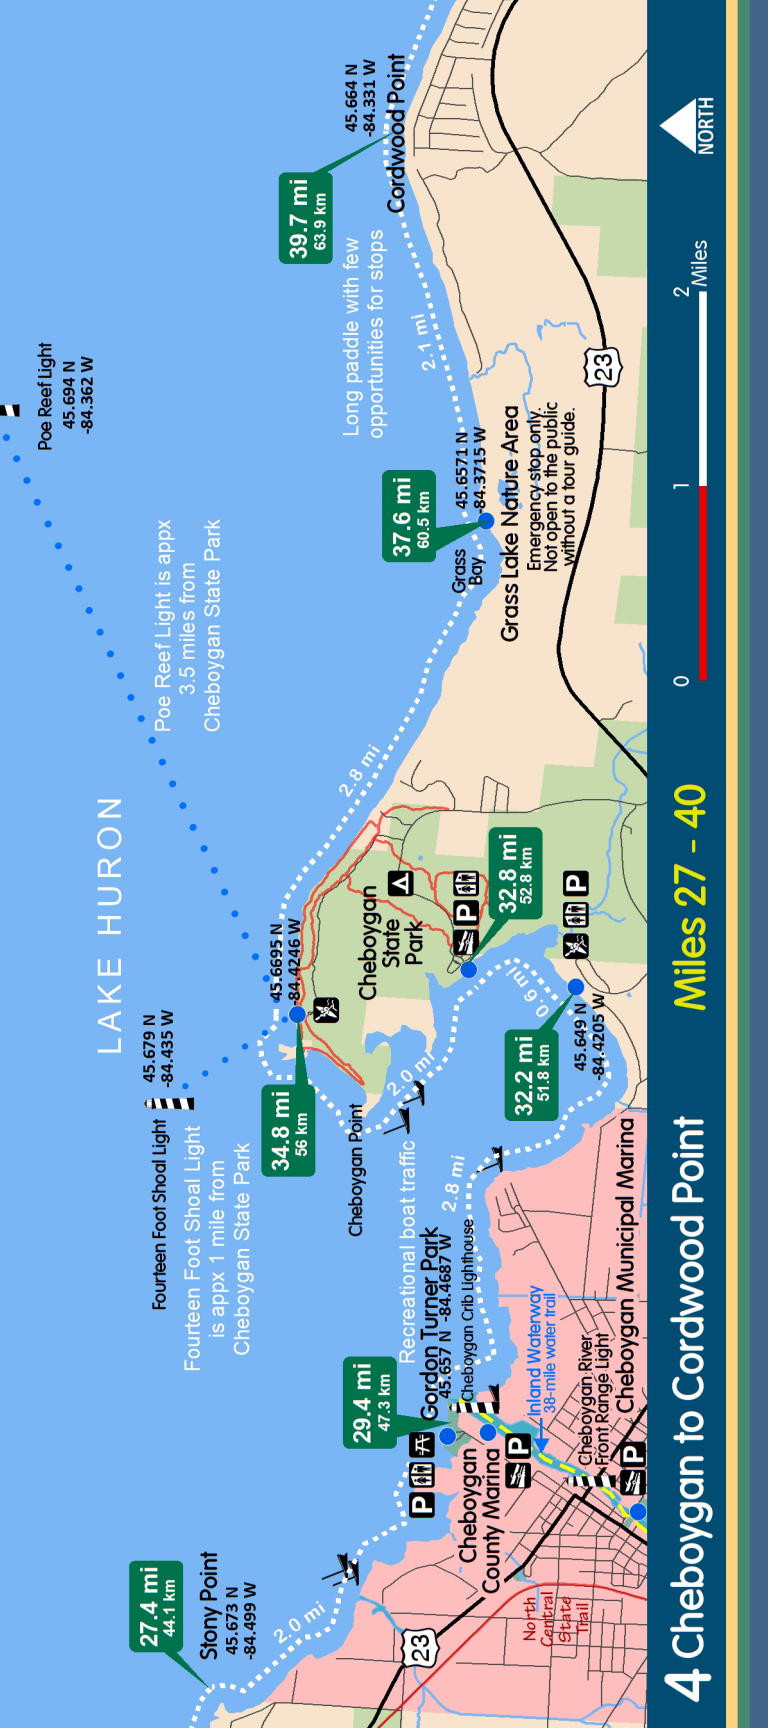 27.4 mi
44.1 km
Stony Point
45.673 N
-84.499 W
2.0 mi
23
North
Central
State
Trail
P
29.4 mi
47.3 km
Gordon Turner Park
45.657 N -84.4687 W
Cheboygan Crib Lighthouse
Cheboygan
County Marina
P
Inland Waterway
38-mile water trail
Cheboygan River
Front Range Light
Cheboygan Municipal Marina
P
2.8 mi
Recreational boat traffic
Fourteen Foot Shoal Light
45.679 N
-84.435 W
Fourteen Foot Shoal Light
is appx 1 mile from
Cheboygan State Park
LAKE HURON
Cheboygan Point
2.0 mi
32.2 mi
51.8 km
45.649 N
-84.4205 W
P
0.6 mi
32.8 mi
52.8 km
P
34.8 mi
56 km
45.6695 N
-84.4246 W
Cheboygan
State
Park
2.8 mi
Poe Reef Light is appx
3.5 miles from
Cheboygan State Park
Poe Reef Light
45.694 N
-84.362 W
37.6 mi
60.5 km
45.6571 N
-84.3715 W
Grass
Bay
Grass Lake Nature Area
Emergency stop only.
Not open to the public
without a tour guide.
2.1 mi
Long paddle with few
opportunities for stops
23
39.7 mi
63.9 km
45.664 N
-84.331 W
Cordwood Point
4 Cheboygan to Cordwood Point
Miles 27 - 40
0
1
2
Miles
NORTH